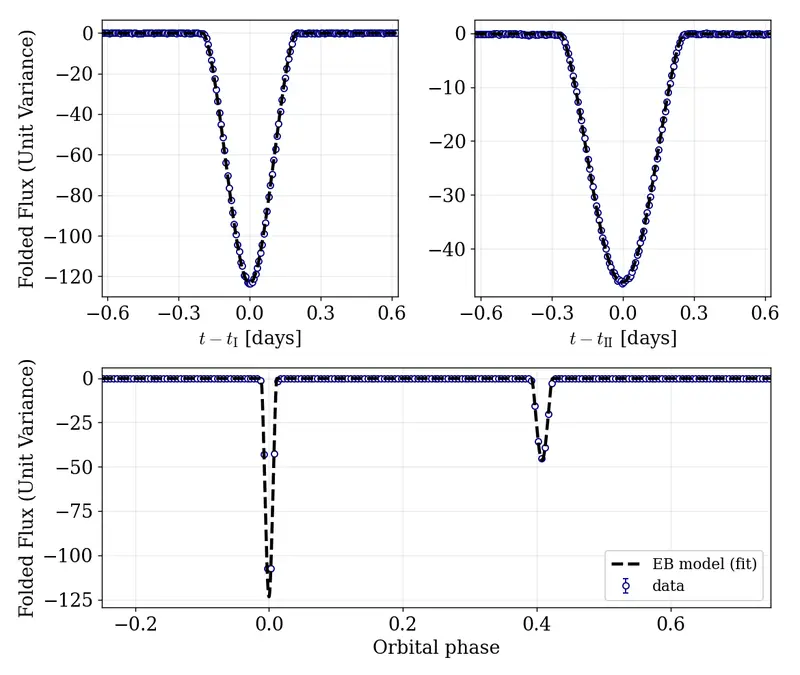 Folded Flux (Unit Variance)
0
−20
−40
−60
−80
−100
−120
−0.6 −0.3 0.0 0.3 0.6
t − tI [days]
0
−10
−20
−30
−40
−0.6 −0.3 0.0 0.3 0.6
t − tII [days]
Folded Flux (Unit Variance)
0
−25
−50
−75
−100
−125
EB model (fit)
data
−0.2 0.0 0.2 0.4 0.6
Orbital phase